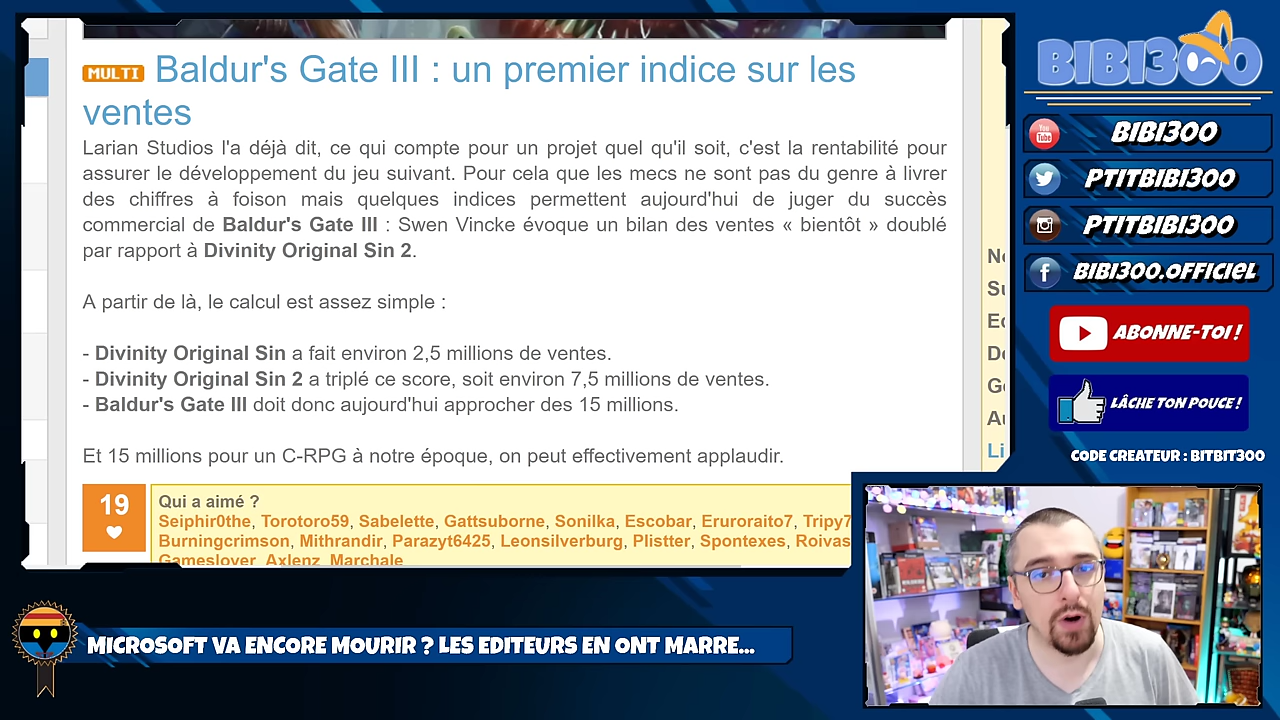 MULTI Baldur's Gate III : un premier indice sur les
ventes
Larian Studios l'a déjà dit, ce qui compte pour un projet quel qu'il soit, c'est la rentabilité pour
assurer le dévéloppement du jeu suivant. Pour cela que les mecs ne sont pas du genre à livrer
des chiffres à foison mais quelques indices permettent aujourd'hui de juger du succès
commercial de Baldur's Gate III : Swen Vincke évoque un bilan des ventes « bientôt » doublé
par rapport à Divinity Original Sin 2.
A partir de là, le calcul est assez simple :
- Divinity Original Sin a fait environ 2,5 millions de ventes.
- Divinity Original Sin 2 a triplé ce score, soit environ 7,5 millions de ventes.
- Baldur's Gate III doit donc aujourd'hui approcher des 15 millions.
Et 15 millions pour un C-RPG à notre époque, on peut effectivement applaudir.
19
Qui a aimé ?
Seiphir0the, Torotoro59, Sabelette, Gattsuborne, Sonilka, Escobar, Eruroraito7, Tripy7
Burningcrimson, Mithrandir, Parazyt6425, Leonsilverburg, Plistter, Spontexes, Roivas
Gameslover, Axlenz, Marchale
Li
BIBI300
You Tube
BIBI300
PTITBIBI300
PTITBIBI300
BIBI300.OFFICIEL
ABONNE-TOI !
LÂCHE TON POUCE !
CODE CREATEUR : BITBIT300
MICROSOFT VA ENCORE MOURIR ? LES EDITEURS EN ONT MARRE...